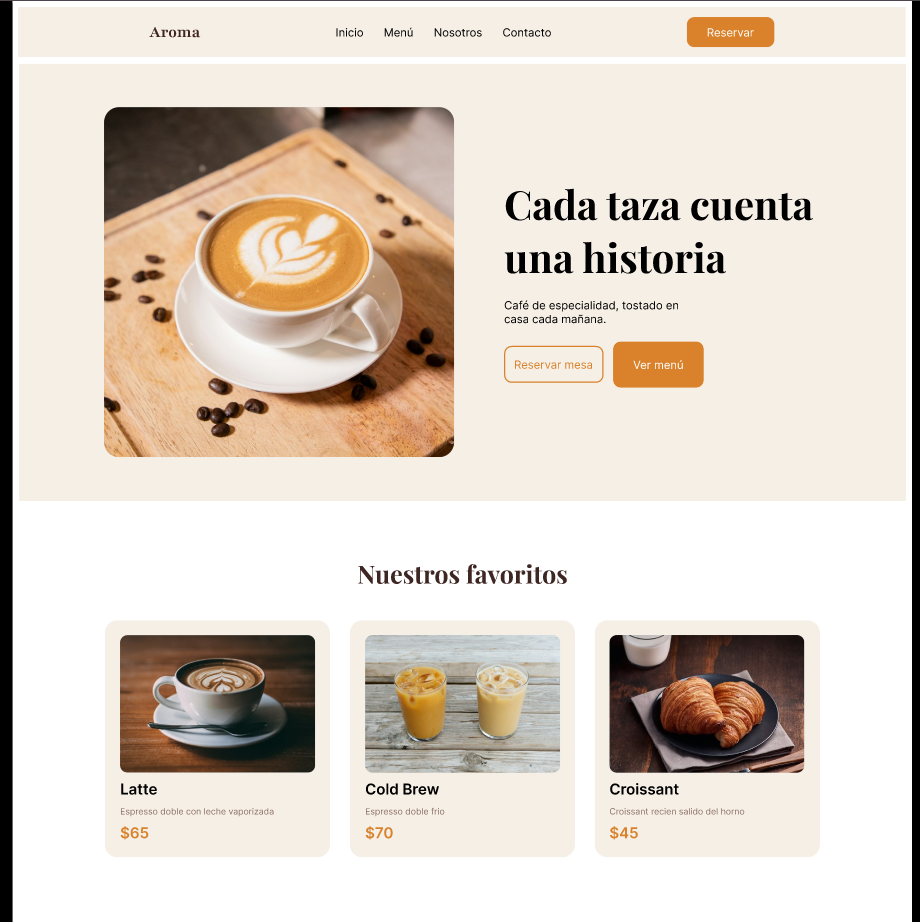 Aroma
Inicio Menú Nosotros Contacto
Reservar
Cada taza cuenta
una historia
Café de especialidad, tostado en
casa cada mañana.
Reservar mesa
Ver menú
Nuestros favoritos
Latte
Espresso doble con leche vaporizada
$65
Cold Brew
Espresso doble frio
$70
Croissant
Croissant recien salido del horno
$45